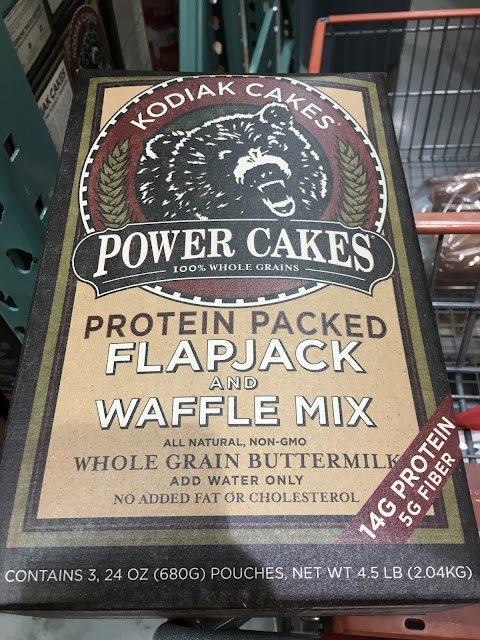 KODIAK CAKES
POWER CAKES
100% WHOLE GRAINS
PROTEIN PACKED
FLAPJACK
AND
WAFFLE MIX
ALL NATURAL, NON-GMO
WHOLE GRAIN BUTTERMILK
ADD WATER ONLY
NO ADDED FAT OR CHOLESTEROL
14G PROTEIN
5G FIBER
CONTAINS 3, 24 OZ (680G) POUCHES, NET WT 4.5 LB (2.04KG)